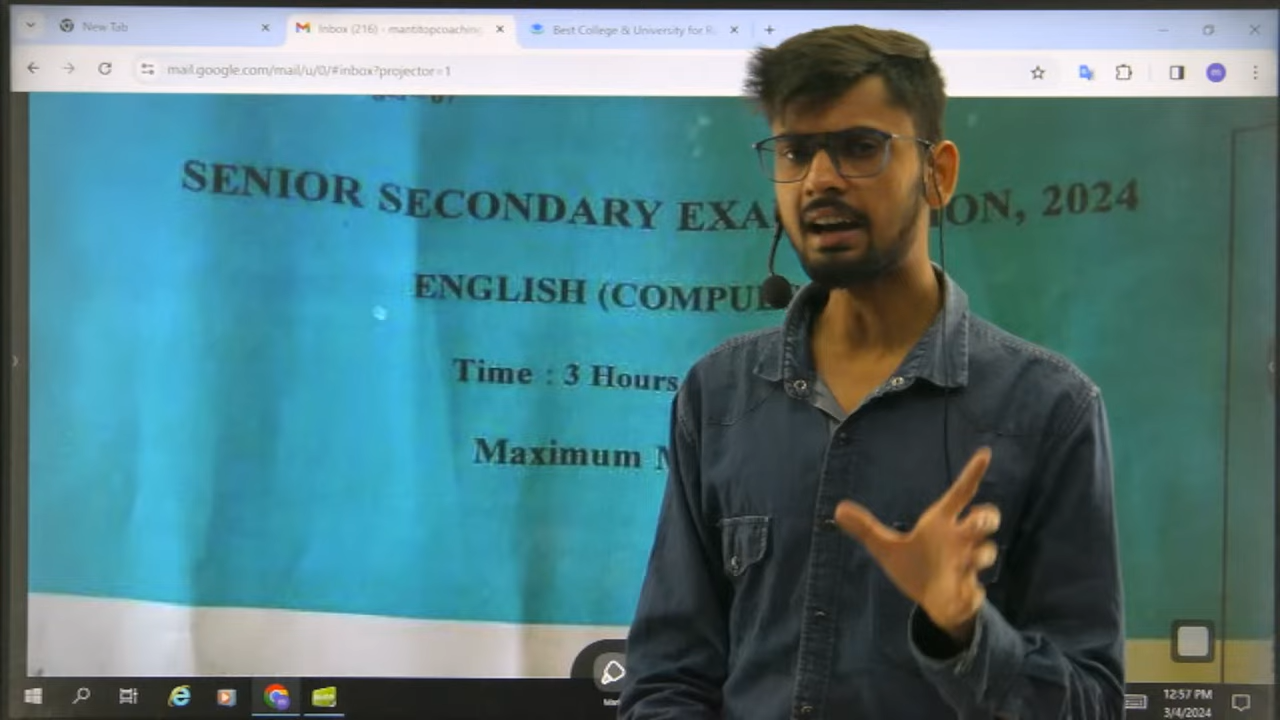 New Tab
Inbox (216) - mantitopcoaching
Best College & University for R
mail.google.com/mail/u/0/#inbox?projector=1
SENIOR SECONDARY EXA ON, 2024
ENGLISH (COMPU
Time : 3 Hours
Maximum M
12:57 PM
3/4/2024